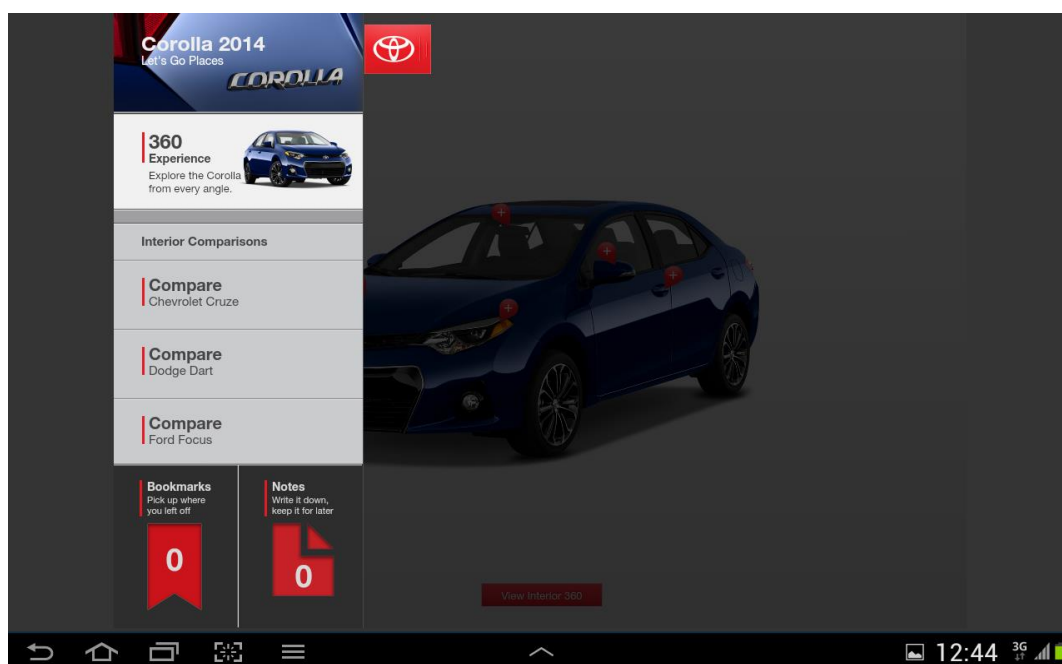 Corolla 2014
Let's Go Places
COROLLA
360
Experience
Explore the Corolla
from every angle.
Interior Comparisons
Compare
Chevrolet Cruze
Compare
Dodge Dart
Compare
Ford Focus
Bookmarks
Pick up where
you left off
0
Notes
Write it down,
keep it for later
0
View Interior 360
12:44
3G